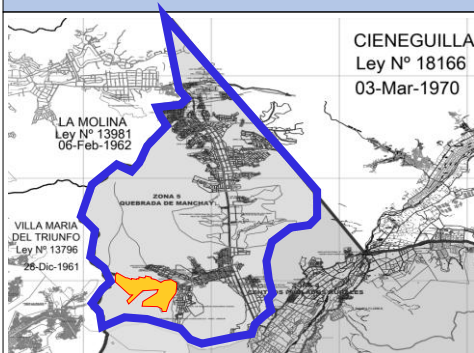 CIENEGUILLA
Ley Nº 18166
03-Mar-1970
LA MOLINA
Ley Nº 13981
06-Feb-1962
ZONA 5
QUEBRADA DE MANCHAY
VILLA MARIA
DEL TRIUNFO
Ley Nº 13796
28-Dic-1961